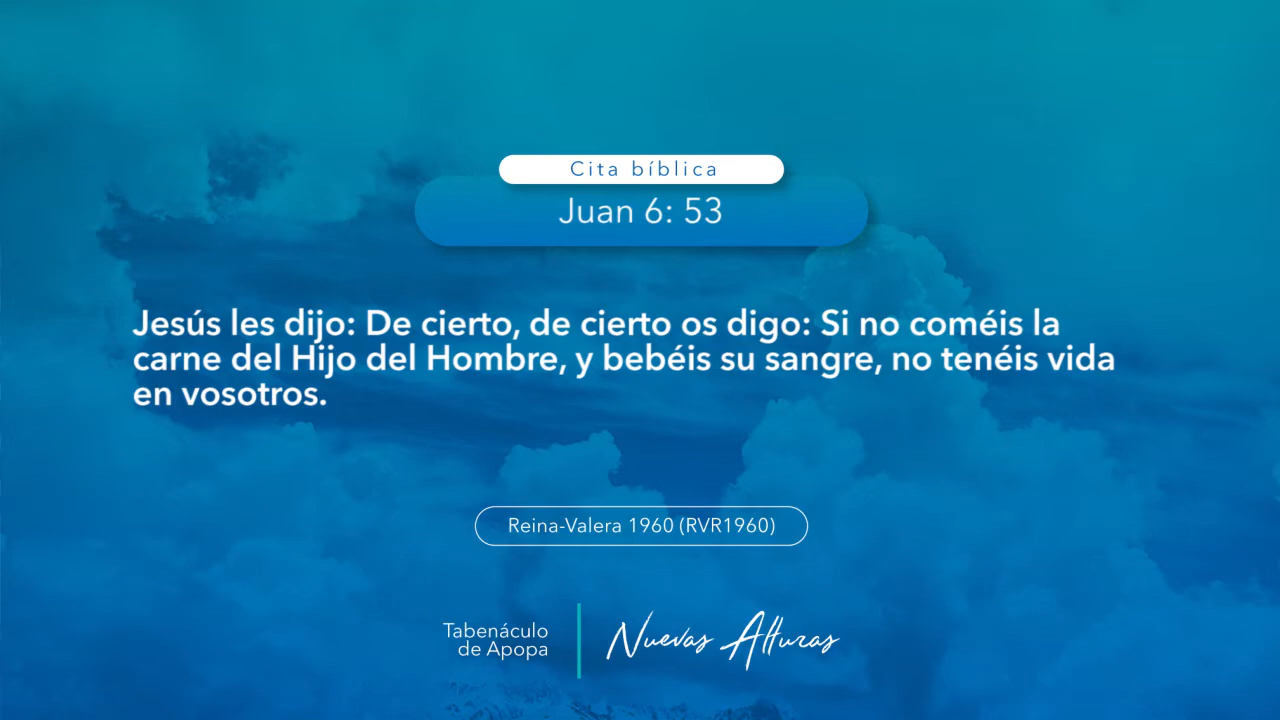 Cita bíblica
Juan 6: 53
Jesús les dijo: De cierto, de cierto os digo: Si no coméis la
carne del Hijo del Hombre, y bebéis su sangre, no tenéis vida
en vosotros.
Reina-Valera 1960 (RVR1960)
Tabenáculo
de Apopa
Nuevas Alturas